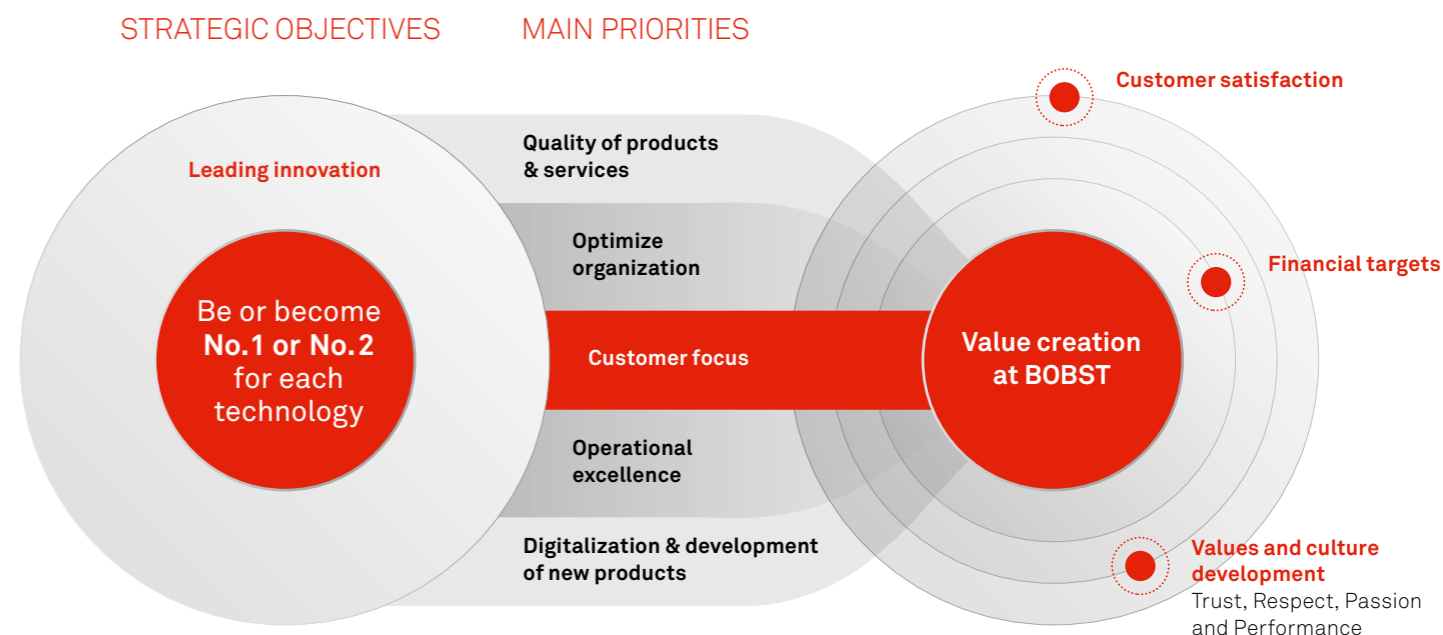 STRATEGIC OBJECTIVES
MAIN PRIORITIES
Leading innovation
Be or become
No.1 or No.2
for each
technology
Quality of products
& services
Optimize
organization
Customer focus
Operational
excellence
Digitalization & development
of new products
Value creation
at BOBST
Customer satisfaction
Financial targets
Values and culture
development
Trust, Respect, Passion
and Performance